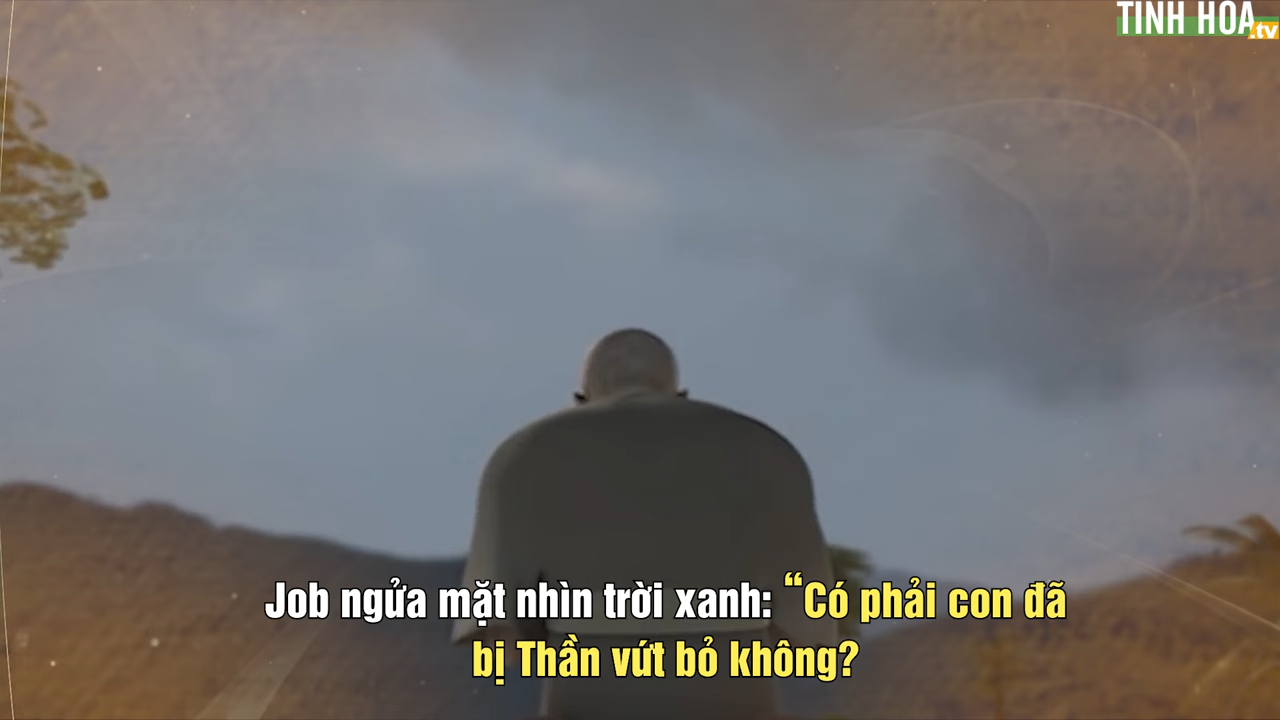 TINH HOA
.tv
Job ngửa mặt nhìn trời xanh: “Có phải con đã
bị Thần vứt bỏ không?